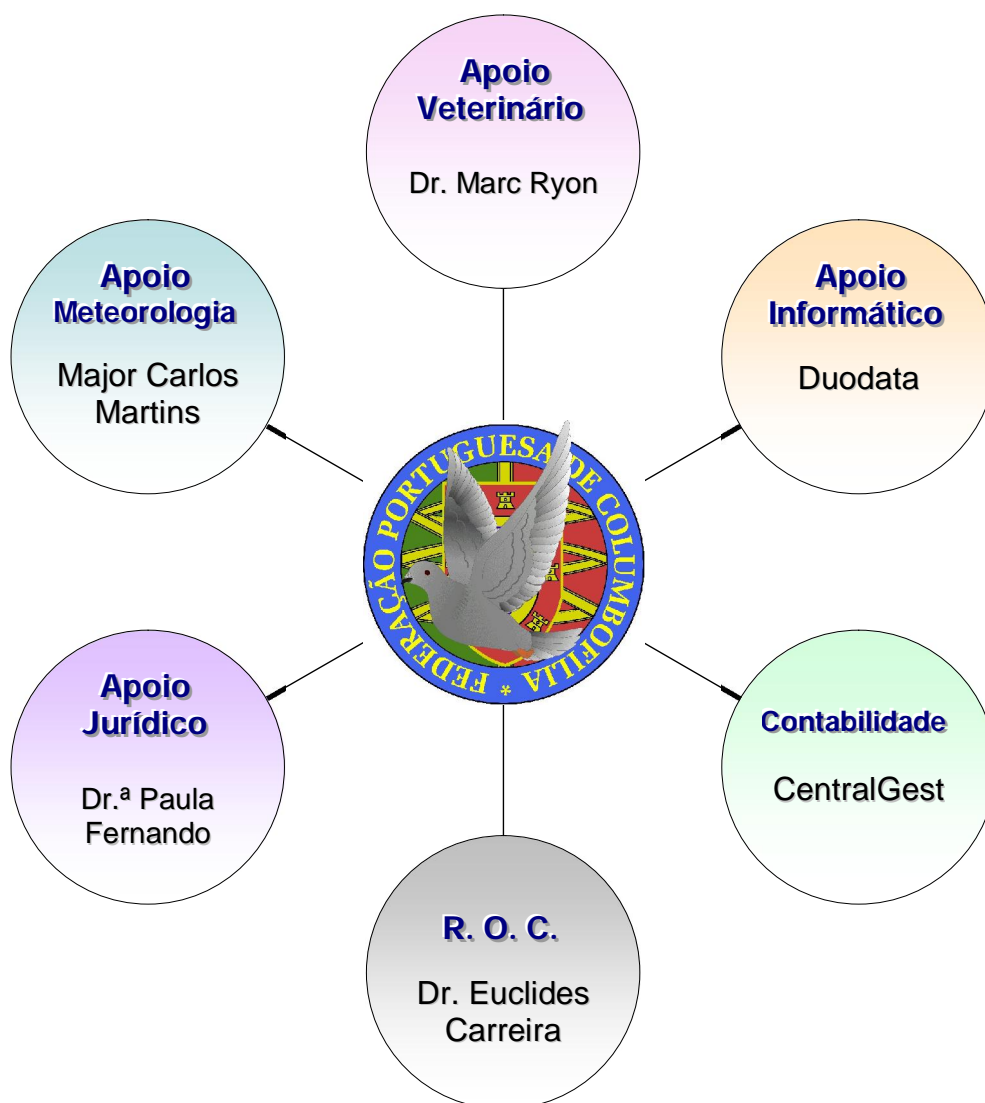 Apoio
Veterinário
Dr. Marc Ryon
Apoio
Meteorologia
Major Carlos
Martins
Apoio
Informático
Duodata
FEDERAÇÃO PORTUGUESA DE COLUMBOFILIA *
Apoio
Jurídico
Dr.ª Paula
Fernando
Contabilidade
CentralGest
R. O. C.
Dr. Euclides
Carreira